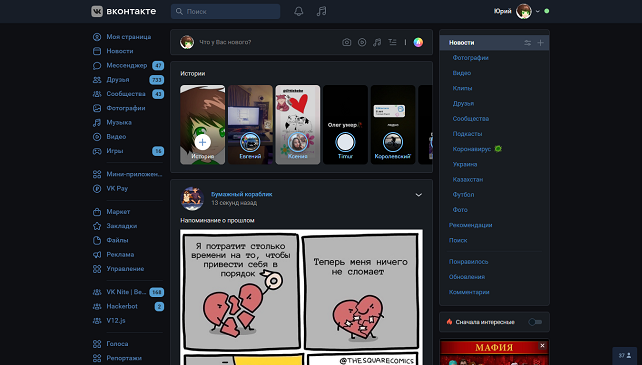 вконтакте
Поиск
Юрий
Моя страница
Новости
Мессенджер 47
Друзья 733
Сообщества 43
Фотографии
Музыка
Видео
Игры 16
Мини-приложен...
VK Pay
Маркет
Закладки
Файлы
Реклама
Управление
VK Nite | Be... 168
Hackerbot 2
V12.js
Голоса
Репортажи
Что у Вас нового?
Истории
История
Евгений
Ксения
Олег умер
Timur
Королевский
Бумажный кораблик
13 секунд назад
Напоминание о прошлом
Я потратил столько
времени на то, чтобы
привести себя в
порядок
Теперь меня ничего
не сломает
@THESQUARECOMICS
Новости
Фотографии
Видео
Клипы
Друзья
Сообщества
Подкасты
Коронавирус
Украина
Казахстан
Футбол
Фото
Рекомендации
Поиск
Понравилось
Обновления
Комментарии
Сначала интересные
МАФИЯ
37